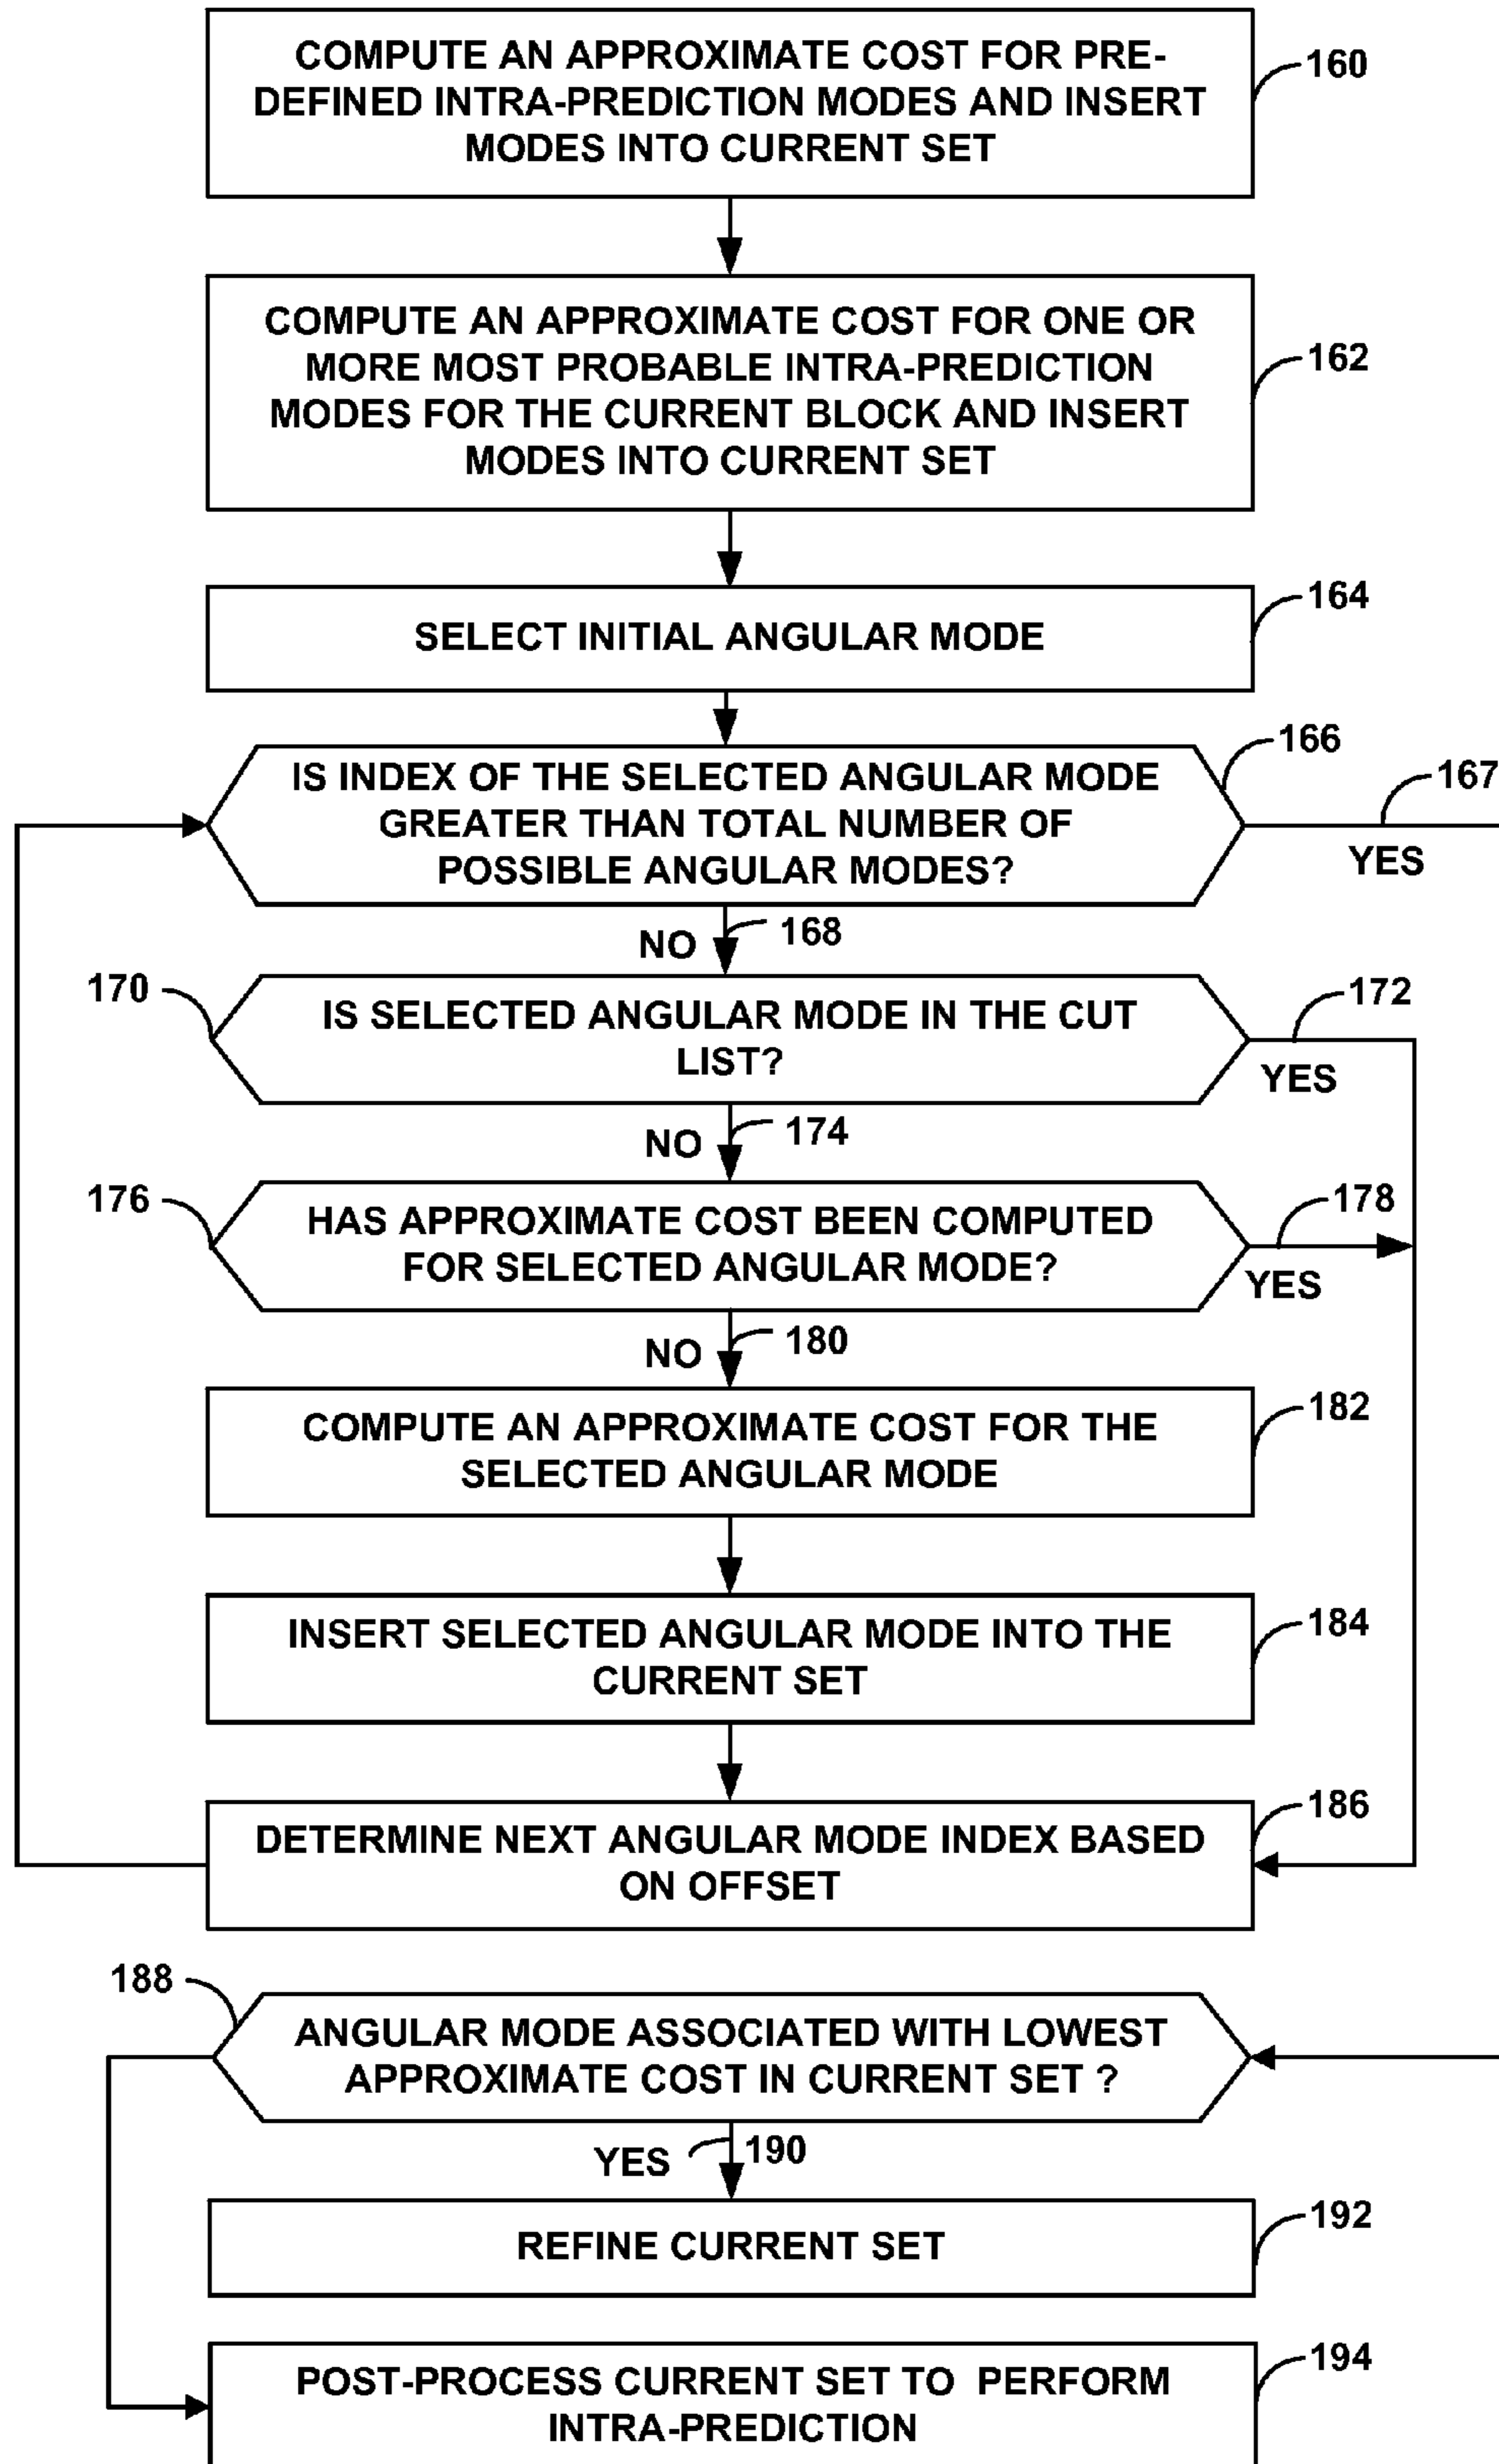 COMPUTE AN APPROXIMATE COST FOR PRE-
DEFINED INTRA-PREDICTION MODES AND INSERT
MODES INTO CURRENT SET
160
COMPUTE AN APPROXIMATE COST FOR ONE OR
MORE MOST PROBABLE INTRA-PREDICTION
MODES FOR THE CURRENT BLOCK AND INSERT
MODES INTO CURRENT SET
162
SELECT INITIAL ANGULAR MODE
164
IS INDEX OF THE SELECTED ANGULAR MODE
GREATER THAN TOTAL NUMBER OF
POSSIBLE ANGULAR MODES?
166
167
YES
NO
168
170
IS SELECTED ANGULAR MODE IN THE CUT
LIST?
172
YES
NO
174
176
HAS APPROXIMATE COST BEEN COMPUTED
FOR SELECTED ANGULAR MODE?
178
YES
NO
180
COMPUTE AN APPROXIMATE COST FOR THE
SELECTED ANGULAR MODE
182
INSERT SELECTED ANGULAR MODE INTO THE
CURRENT SET
184
DETERMINE NEXT ANGULAR MODE INDEX BASED
ON OFFSET
186
188
ANGULAR MODE ASSOCIATED WITH LOWEST
APPROXIMATE COST IN CURRENT SET ?
YES
190
REFINE CURRENT SET
192
POST-PROCESS CURRENT SET TO PERFORM
INTRA-PREDICTION
194